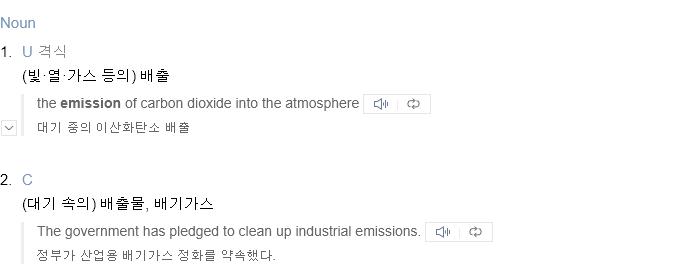 Noun
1. U 격식
(빛·열·가스 등의) 배출
the emission of carbon dioxide into the atmosphere
대기 중의 이산화탄소 배출
2. C
(대기 속의) 배출물, 배기가스
The government has pledged to clean up industrial emissions.
정부가 산업용 배기가스 정화를 약속했다.